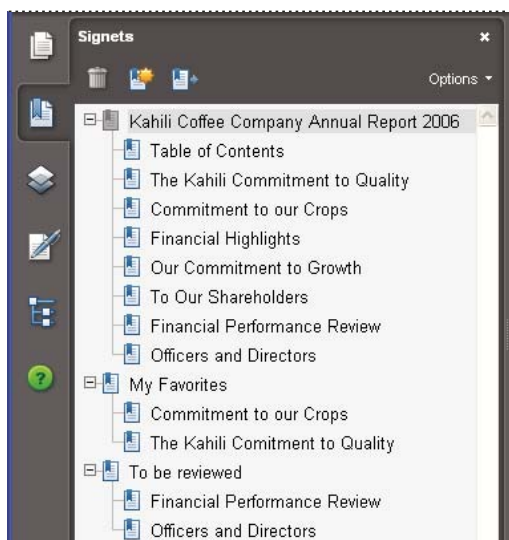 Signets
Options
Kahili Coffee Company Annual Report 2006
Table of Contents
The Kahili Commitment to Quality
Commitment to our Crops
Financial Highlights
Our Commitment to Growth
To Our Shareholders
Financial Performance Review
Officers and Directors
My Favorites
Commitment to our Crops
The Kahili Comitment to Quality
To be reviewed
Financial Performance Review
Officers and Directors